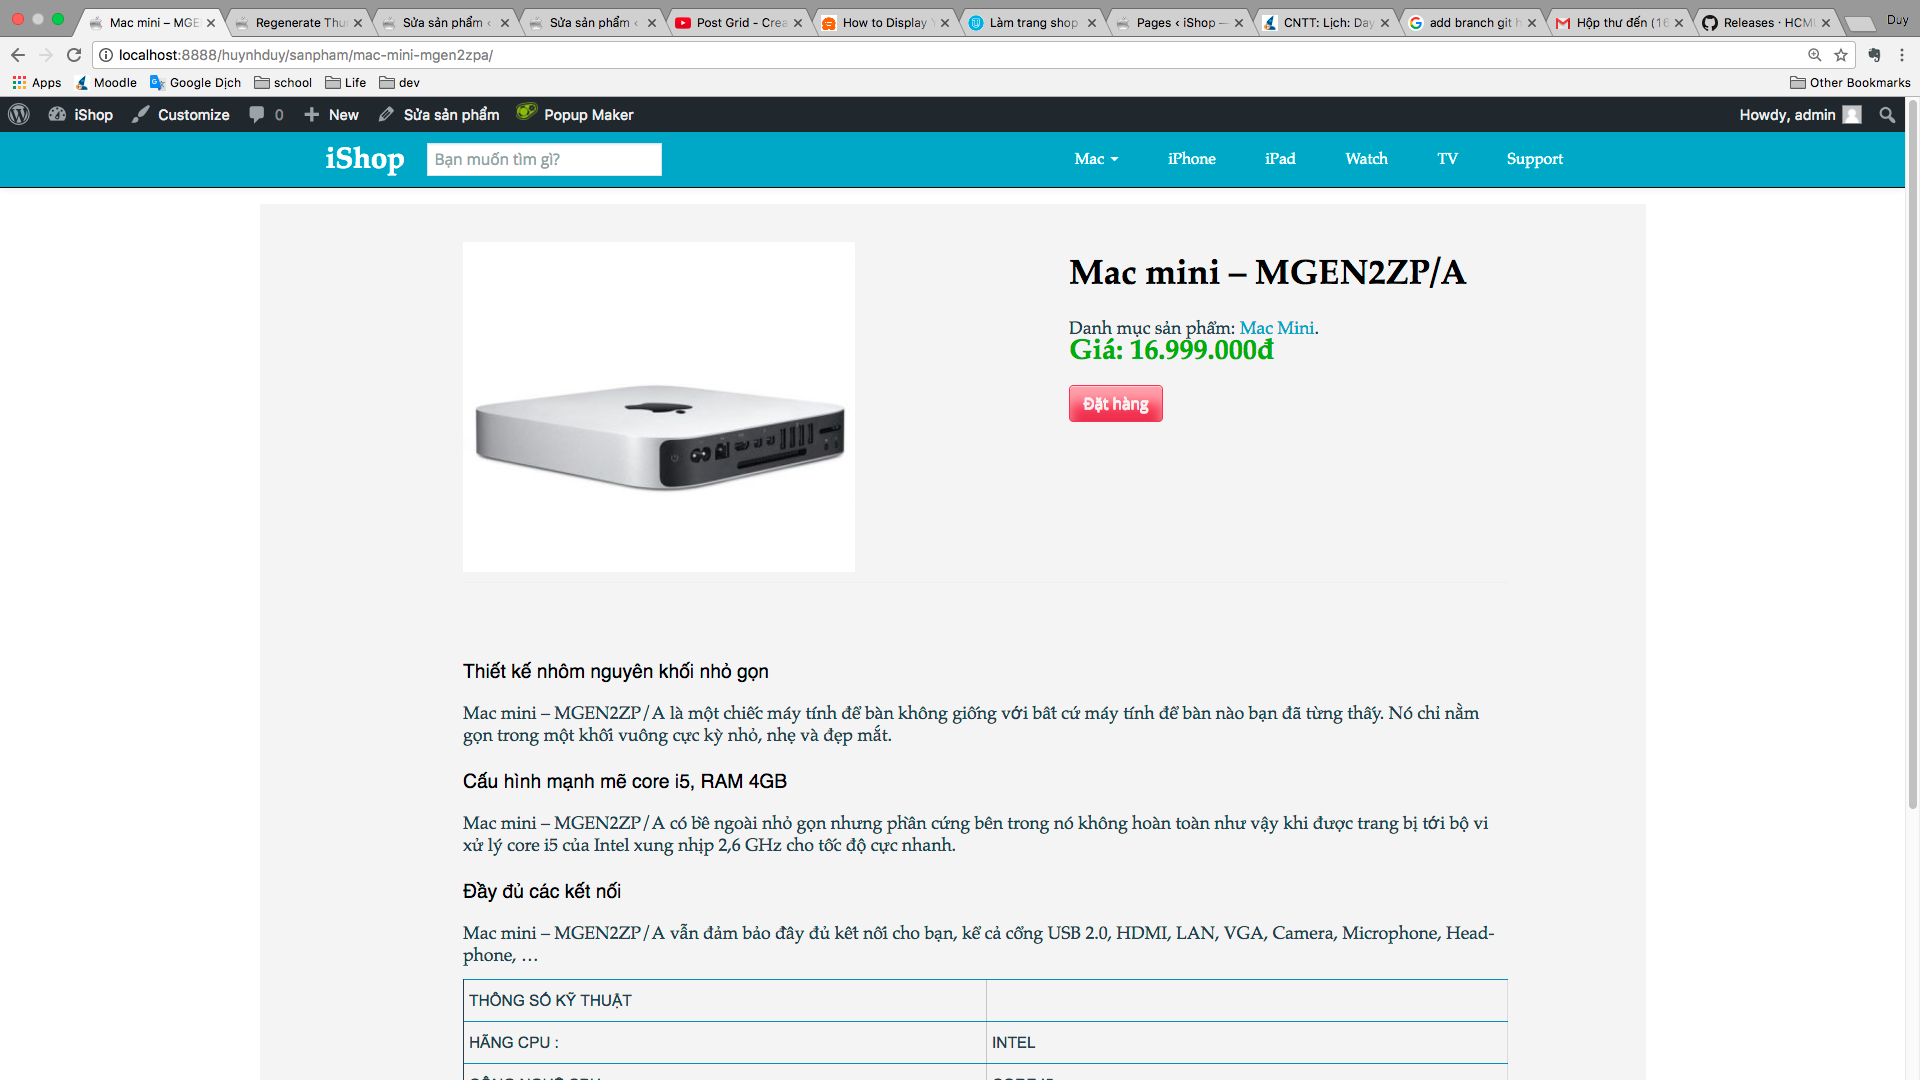 Mac mini – MGE
Regenerate Thu
Sửa sản phẩm ‹
Sửa sản phẩm ‹
Post Grid - Crea
How to Display Y
Làm trang shop
Pages ‹ iShop —
CNTT: Lịch: Day
add branch git h
Hộp thư đến (16
Releases · HCMU
Duy
localhost:8888/huynhduy/sanpham/mac-mini-mgen2zpa/
Apps Moodle Google Dịch school Life dev Other Bookmarks
iShop Customize 0 New Sửa sản phẩm Popup Maker Howdy, admin
iShop Bạn muốn tìm gì? Mac iPhone iPad Watch TV Support
Mac mini – MGEN2ZP/A
Danh mục sản phẩm: Mac Mini.
Giá: 16.999.000đ
Đặt hàng
Thiết kế nhôm nguyên khối nhỏ gọn
Mac mini – MGEN2ZP/A là một chiếc máy tính để bàn không giống với bất cứ máy tính để bàn nào bạn đã từng thấy. Nó chỉ nằm
gọn trong một khối vuông cực kỳ nhỏ, nhẹ và đẹp mắt.
Cấu hình mạnh mẽ core i5, RAM 4GB
Mac mini – MGEN2ZP/A có bề ngoài nhỏ gọn nhưng phần cứng bên trong nó không hoàn toàn như vậy khi được trang bị tới bộ vi
xử lý core i5 của Intel xung nhịp 2,6 GHz cho tốc độ cực nhanh.
Đầy đủ các kết nối
Mac mini – MGEN2ZP/A vẫn đảm bảo đầy đủ kết nối cho bạn, kể cả cổng USB 2.0, HDMI, LAN, VGA, Camera, Microphone, Head-
phone, …
THÔNG SỐ KỸ THUẬT
HÃNG CPU : INTEL